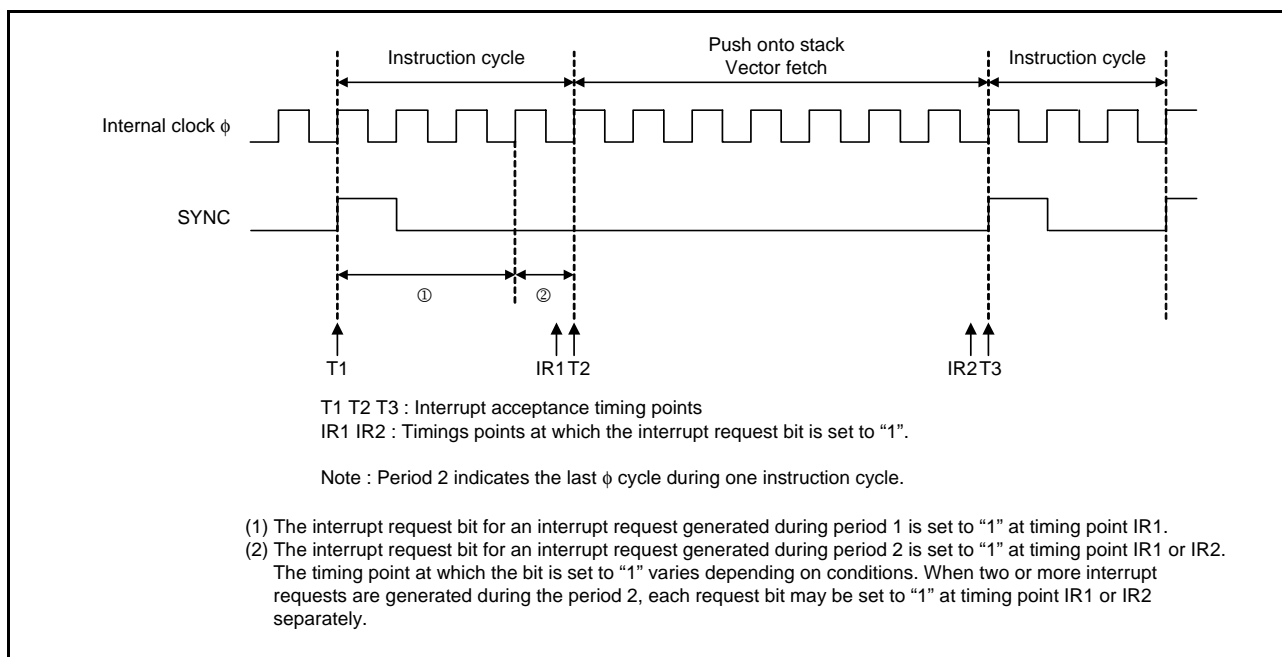 Instruction cycle
Push onto stack
Vector fetch
Instruction cycle
Internal clock ϕ
SYNC
①
②
T1
IR1 T2
IR2 T3
T1 T2 T3 : Interrupt acceptance timing points
IR1 IR2 : Timings points at which the interrupt request bit is set to “1”.
Note : Period 2 indicates the last ϕ cycle during one instruction cycle.
(1) The interrupt request bit for an interrupt request generated during period 1 is set to “1” at timing point IR1.
(2) The interrupt request bit for an interrupt request generated during period 2 is set to “1” at timing point IR1 or IR2.
The timing point at which the bit is set to “1” varies depending on conditions. When two or more interrupt
requests are generated during the period 2, each request bit may be set to “1” at timing point IR1 or IR2
separately.